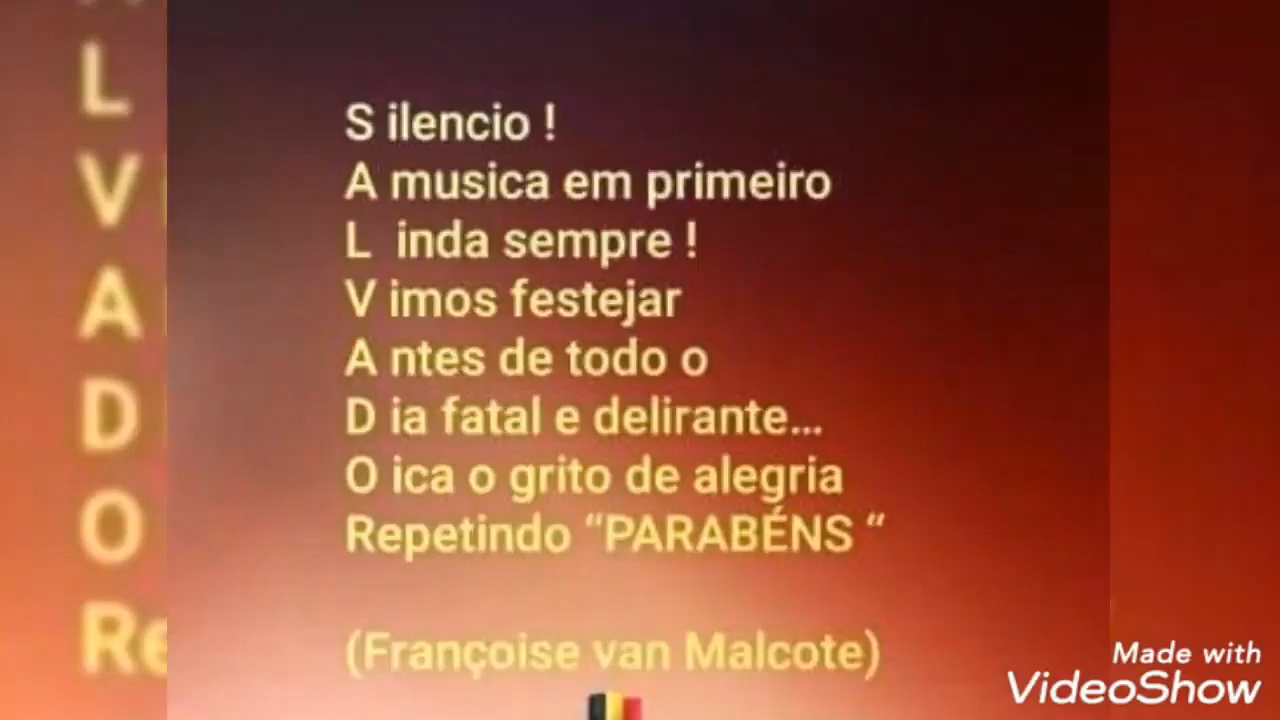 S ilencio !
A musica em primeiro
L inda sempre !
V imos festejar
A ntes de todo o
D ia fatal e delirante...
O ica o grito de alegria
Repetindo “PARABÉNS “
(Françoise van Malcote)
L
V
A
D
O
Re
Made with
VideoShow